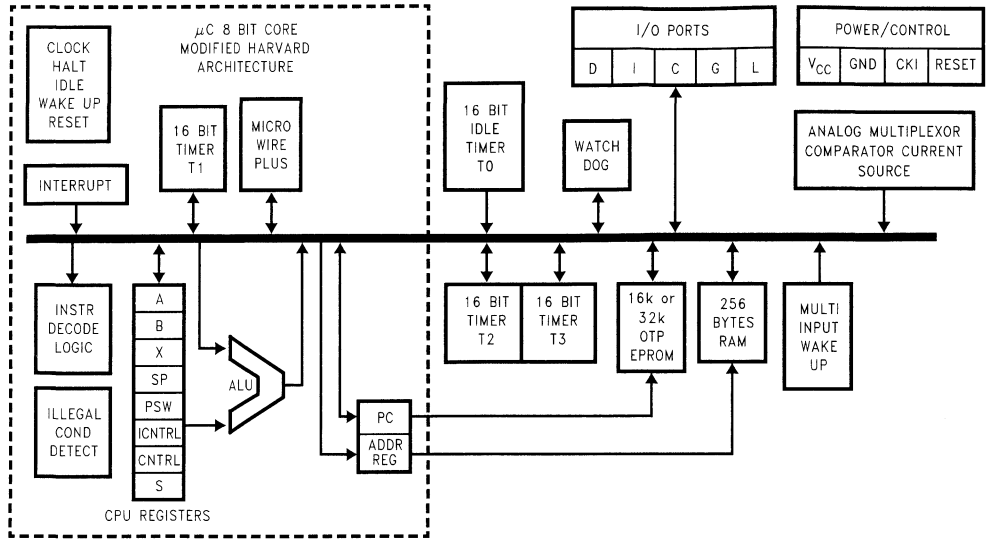 μC 8 BIT CORE
MODIFIED HARVARD
ARCHITECTURE
CLOCK
HALT
IDLE
WAKE UP
RESET
INTERRUPT
16 BIT
TIMER
T1
MICRO
WIRE
PLUS
16 BIT
IDLE
TIMER
T0
WATCH
DOG
I/O PORTS
D I C G L
POWER/CONTROL
VCC GND CKI RESET
ANALOG MULTIPLEXOR
COMPARATOR CURRENT
SOURCE
INSTR
DECODE
LOGIC
ILLEGAL
COND
DETECT
A
B
X
SP
PSW
ICNTRL
CNTRL
S
CPU REGISTERS
ALU
PC
ADDR
REG
16 BIT
TIMER
T2
16 BIT
TIMER
T3
16k or
32k
OTP
EPROM
256
BYTES
RAM
MULTI
INPUT
WAKE
UP